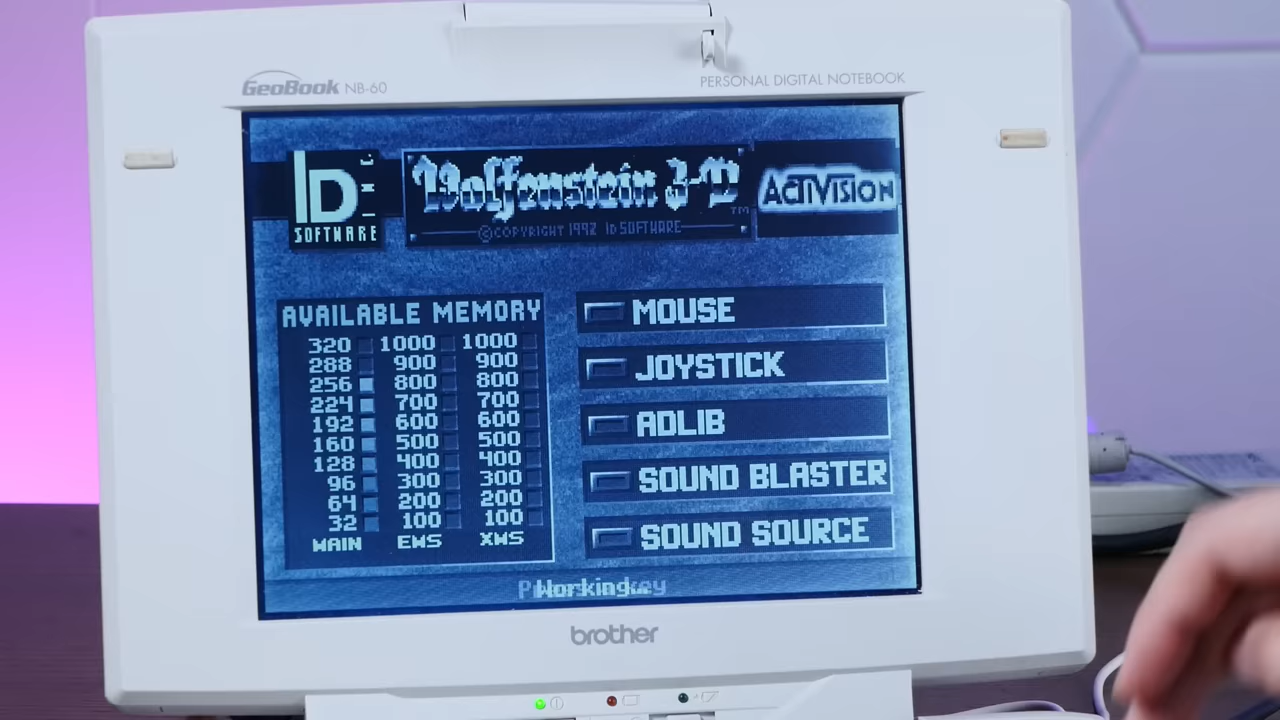 GEOBOOK NB-60
PERSONAL DIGITAL NOTEBOOK
ID INC
SOFTWARE
Wolfenstein 3-D
TM
©COPYRIGHT 1992 ID SOFTWARE
ACTIVISION
AVAILABLE MEMORY
320 1000 1000
288 900 900
256 800 800
224 700 700
192 600 600
160 500 500
128 400 400
96 300 300
64 200 200
32 100 100
MAIN EMS XMS
MOUSE
JOYSTICK
ADLIB
SOUND BLASTER
SOUND SOURCE
Working...
key
brother